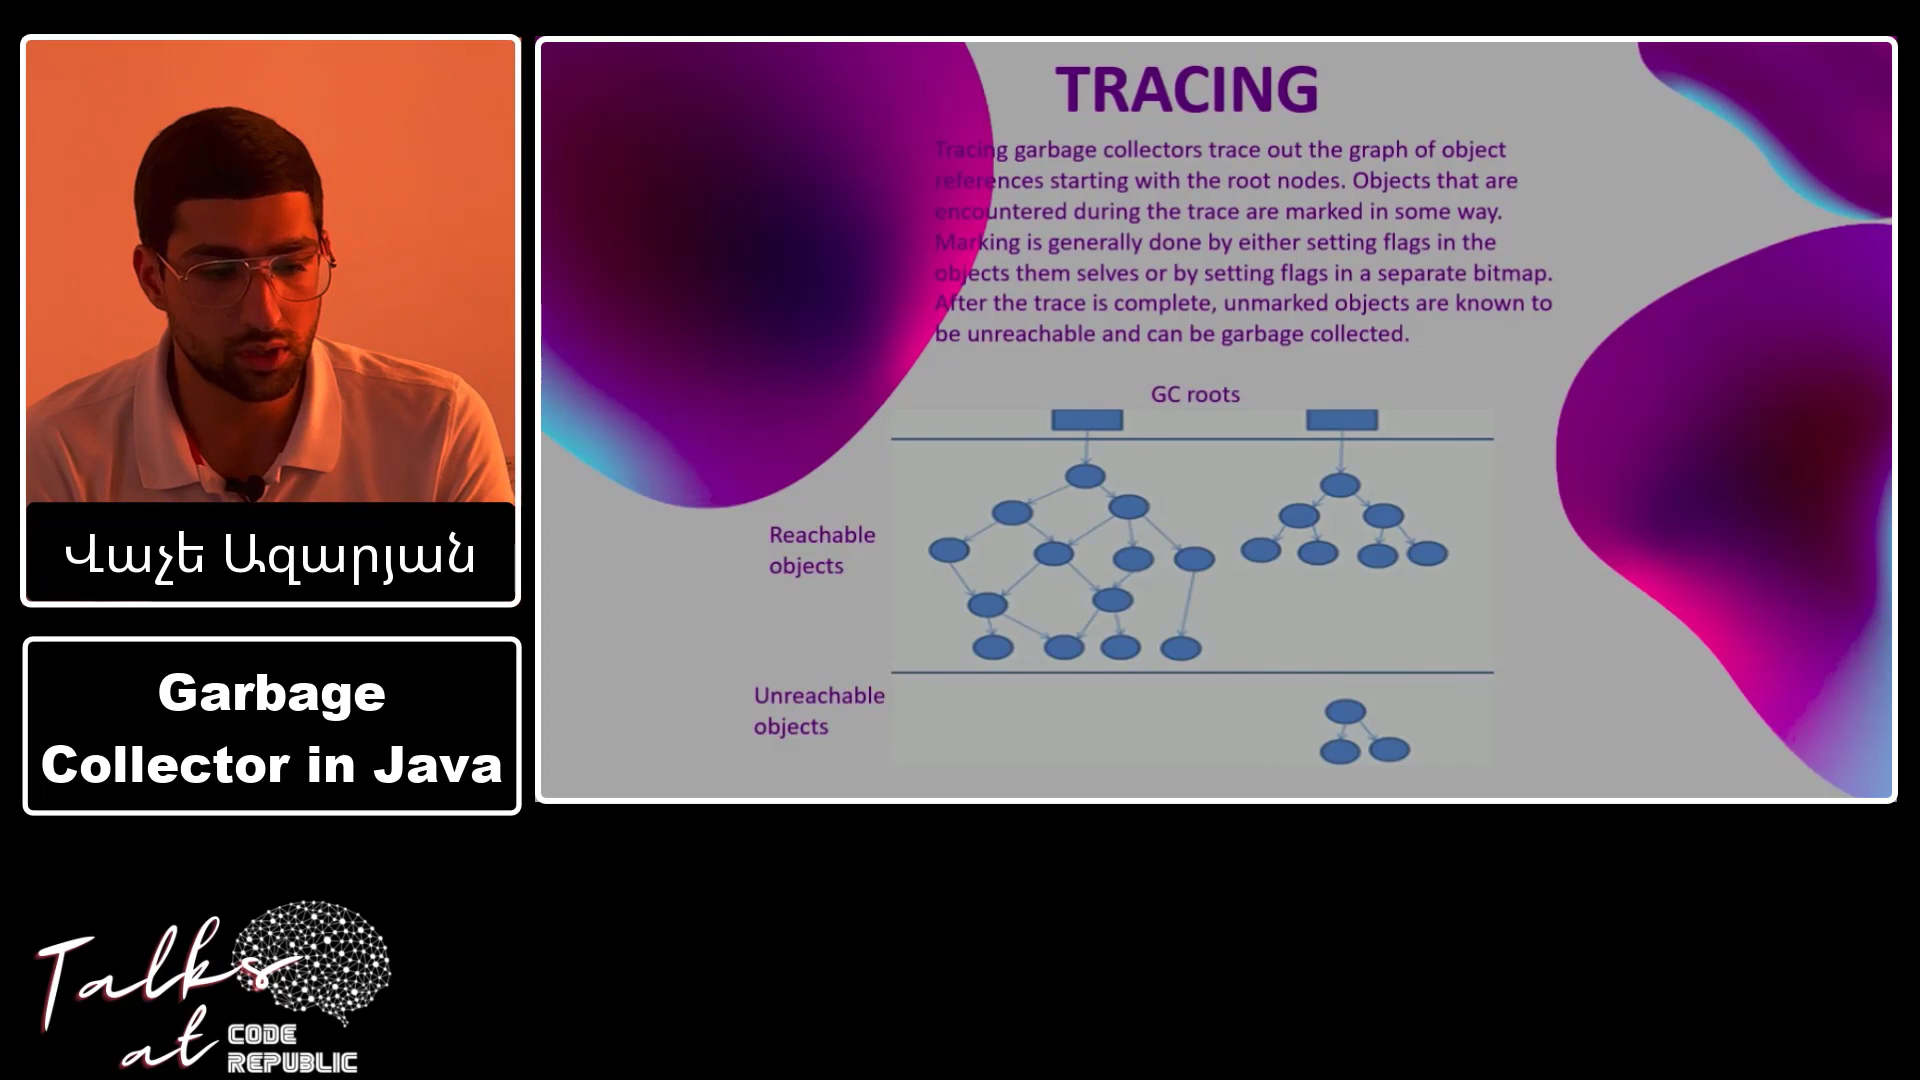 Վաչե Ազարյան
Garbage
Collector in Java
Talks
at
CODE
REPUBLIC
TRACING
Tracing garbage collectors trace out the graph of object
references starting with the root nodes. Objects that are
encountered during the trace are marked in some way.
Marking is generally done by either setting flags in the
objects them selves or by setting flags in a separate bitmap.
After the trace is complete, unmarked objects are known to
be unreachable and can be garbage collected.
GC roots
Reachable
objects
Unreachable
objects